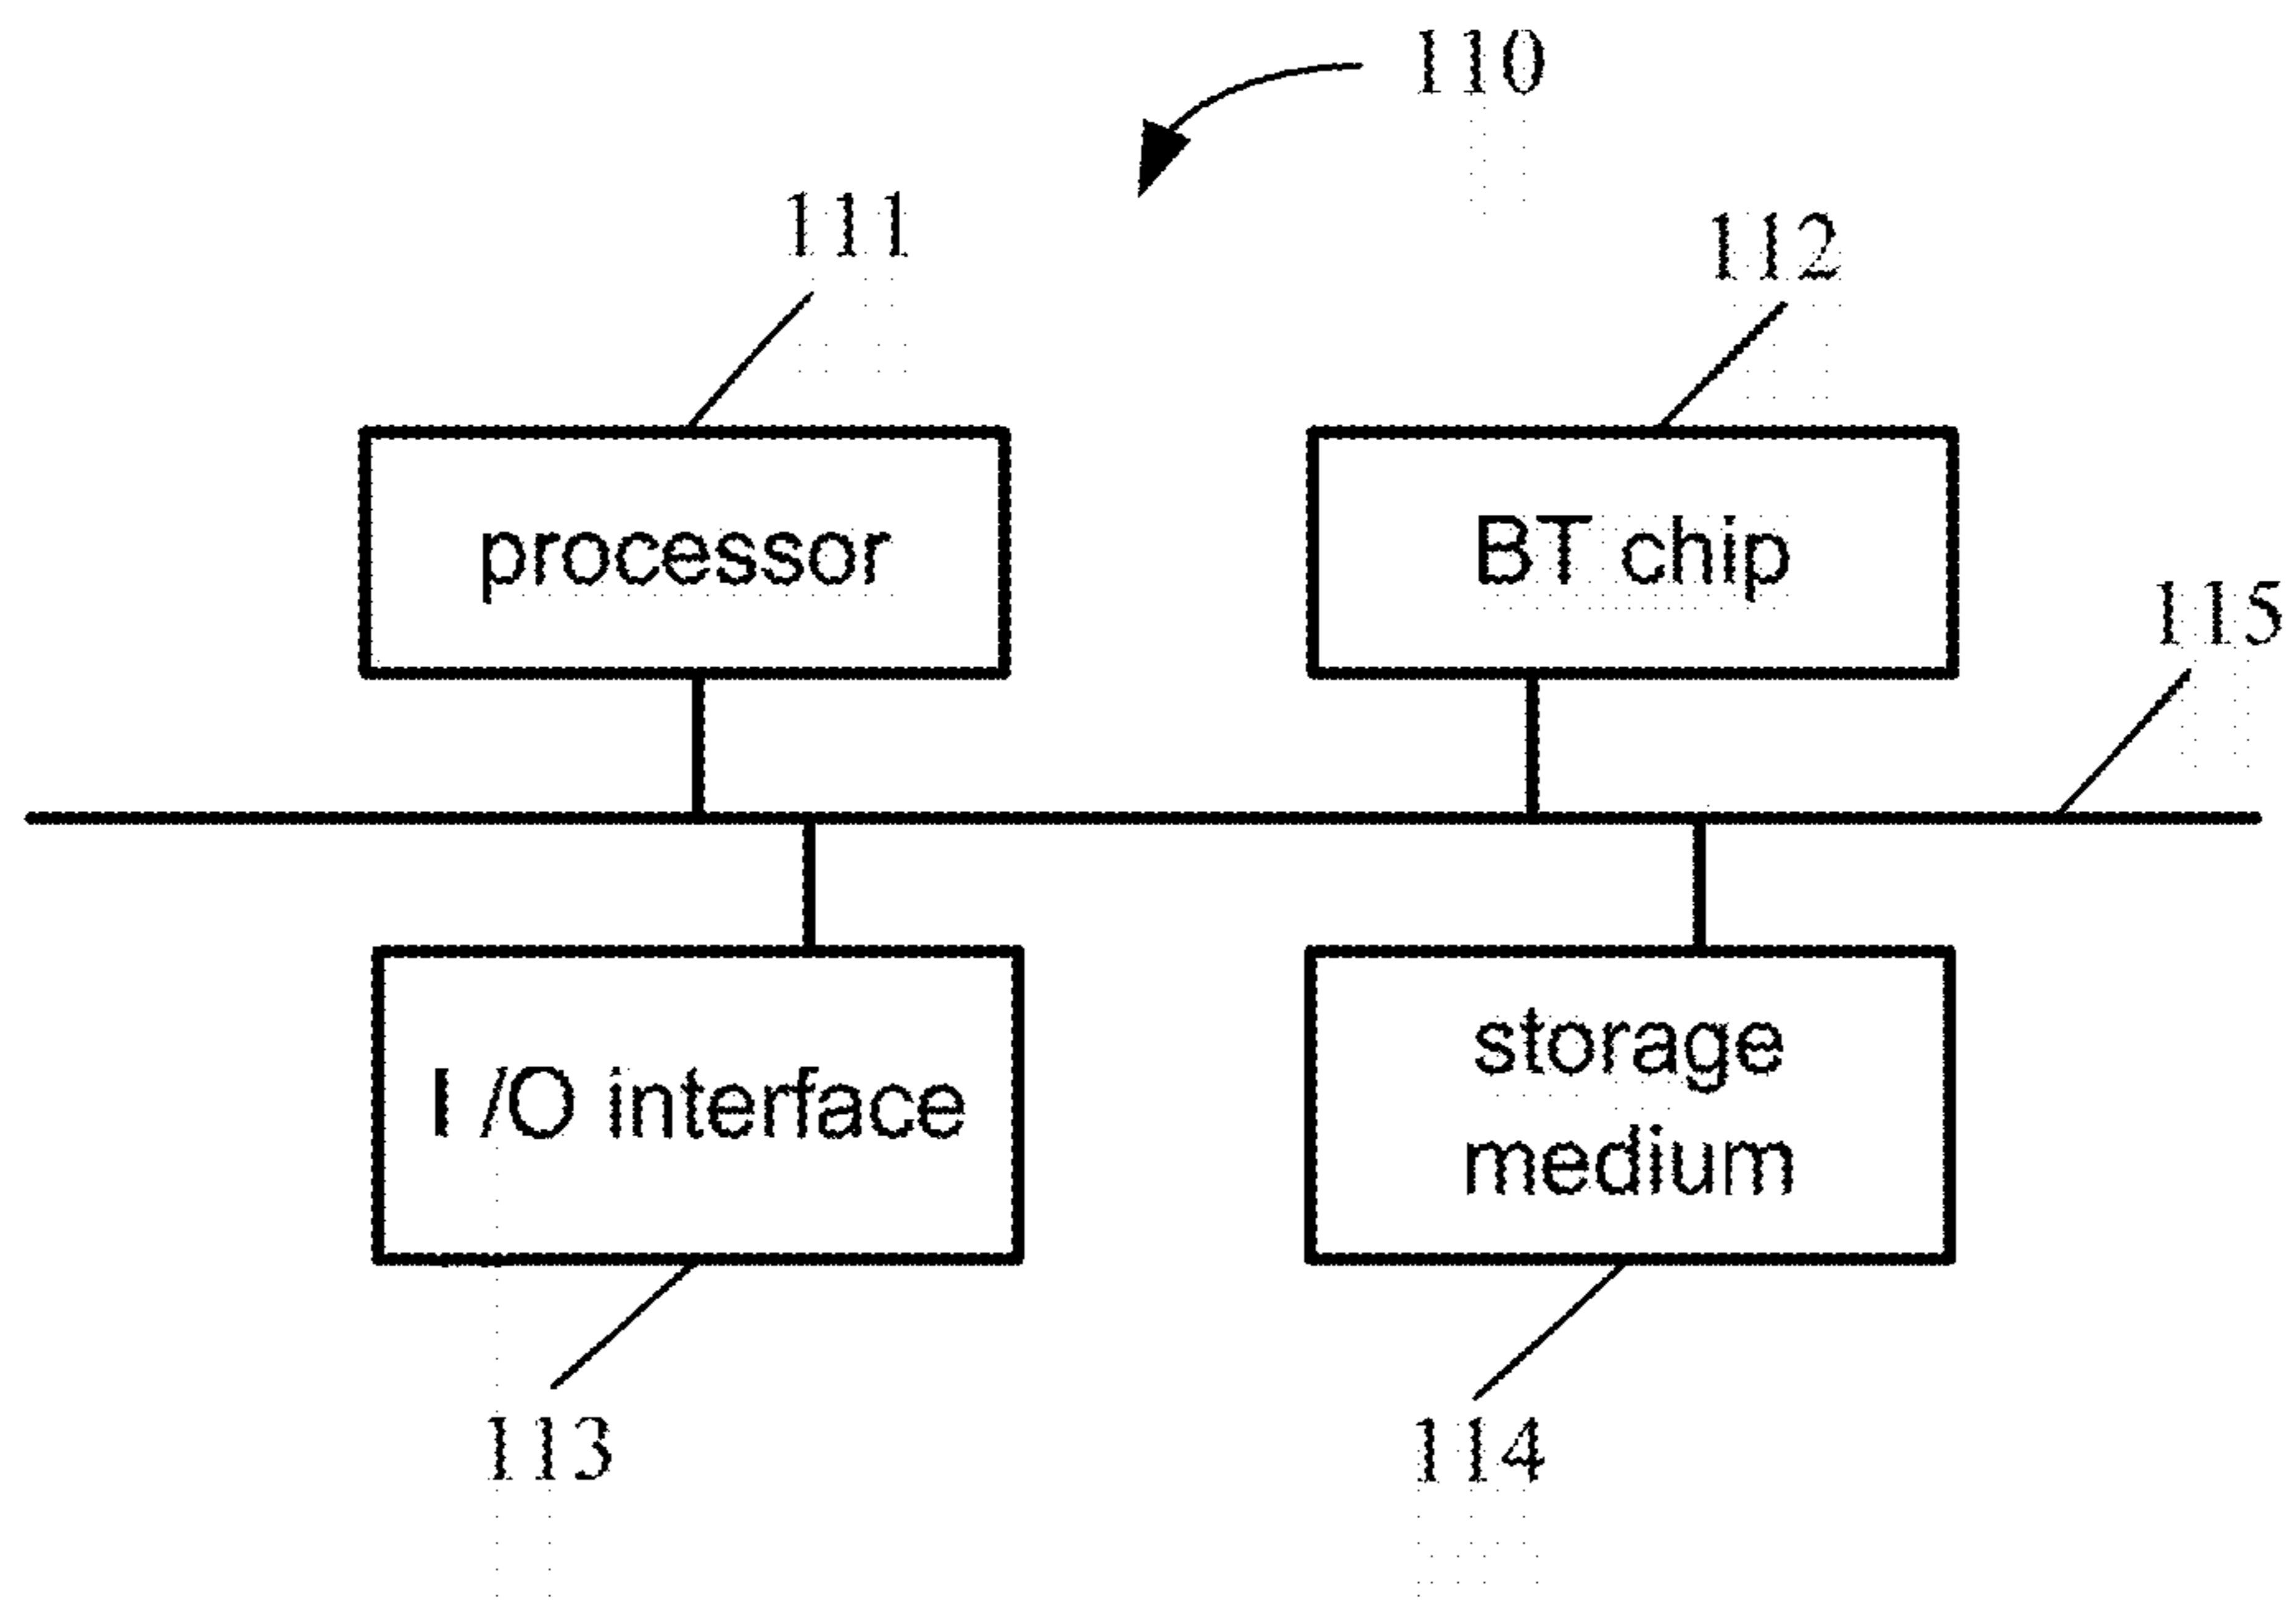 110
111
112
processor
BT chip
115
I /O interface
storage
medium
113
114